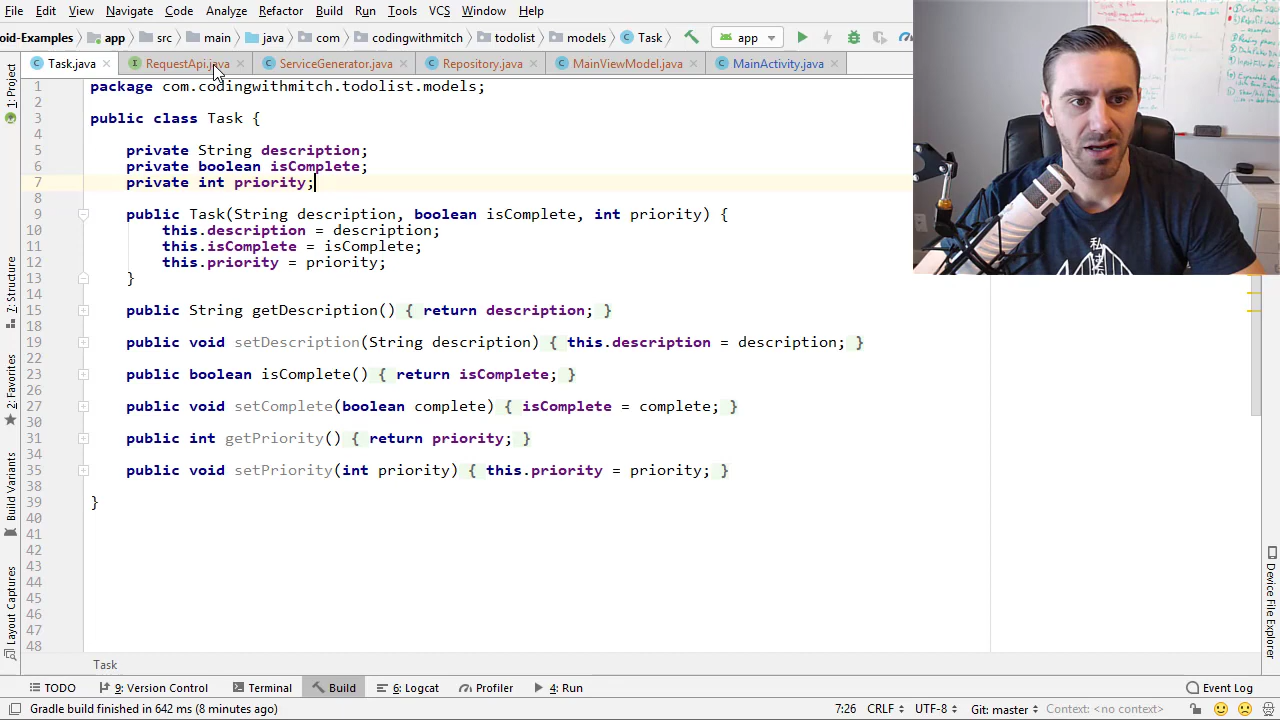 File Edit View Navigate Code Analyze Refactor Build Run Tools VCS Window Help
oid-Examples app src main java com codingwithmitch todolist models Task app
Task.java RequestApi.java ServiceGenerator.java Repository.java MainViewModel.java MainActivity.java
1 package com.codingwithmitch.todolist.models;
2
3 public class Task {
4
5 private String description;
6 private boolean isComplete;
7 private int priority;
8
9 public Task(String description, boolean isComplete, int priority) {
10 this.description = description;
11 this.isComplete = isComplete;
12 this.priority = priority;
13 }
14
15 public String getDescription() { return description; }
18
19 public void setDescription(String description) { this.description = description; }
22
23 public boolean isComplete() { return isComplete; }
26
27 public void setComplete(boolean complete) { isComplete = complete; }
30
31 public int getPriority() { return priority; }
34
35 public void setPriority(int priority) { this.priority = priority; }
38
39 }
40
41
42
43
44
45
46
47
48
1: Project
7: Structure
2: Favorites
Build Variants
Layout Captures
Device File Explorer
Task
TODO 9: Version Control Terminal Build 6: Logcat Profiler 4: Run Event Log
Gradle build finished in 642 ms (8 minutes ago) 7:26 CRLF UTF-8 Git: master Context: <no context>